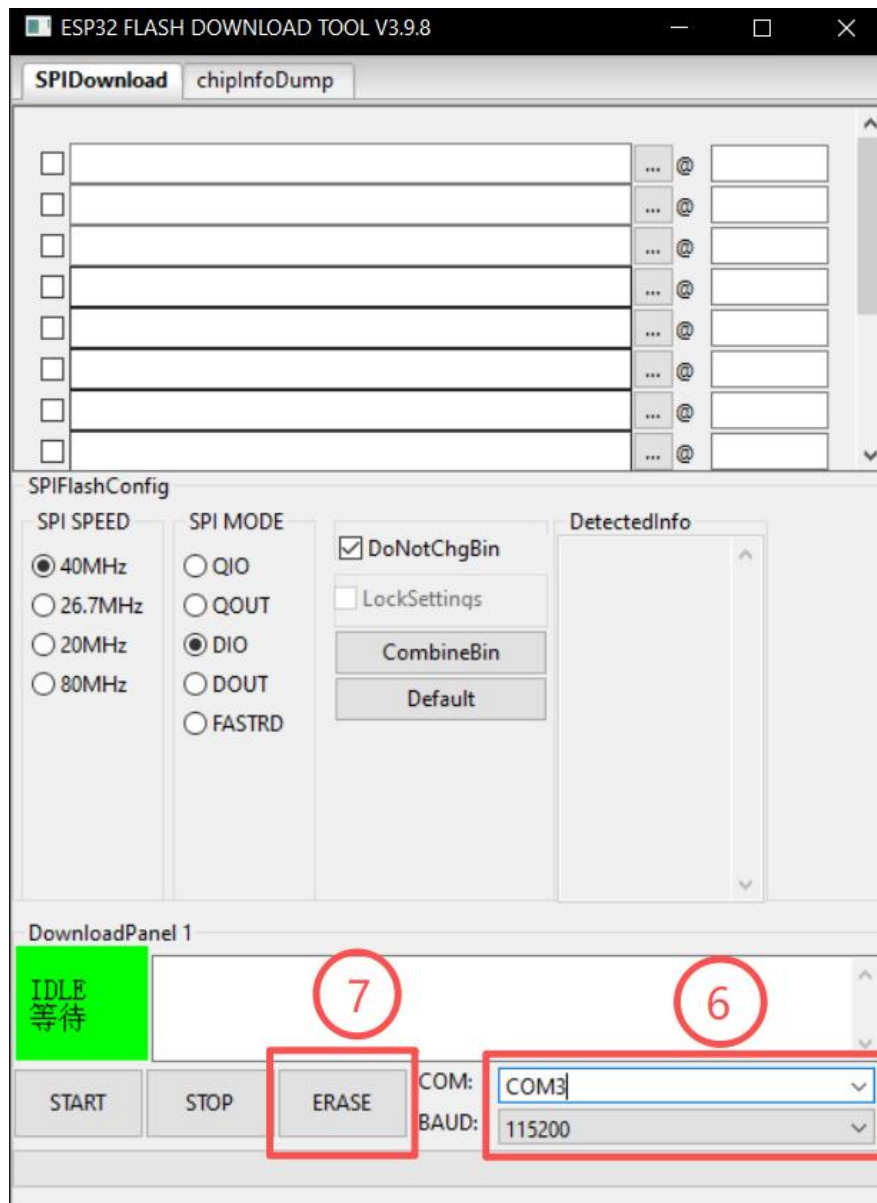 ESP32 FLASH DOWNLOAD TOOL V3.9.8
SPIDownload chipInfoDump
... @
... @
... @
... @
... @
... @
... @
... @
SPIFlashConfig
SPI SPEED SPI MODE DetectedInfo
40MHz QIO DoNotChgBin
26.7MHz QOUT LockSettings
20MHz DIO CombineBin
80MHz DOUT Default
FASTRD
DownloadPanel 1
IDLE
等待
7 6
START STOP ERASE COM: COM3
BAUD: 115200